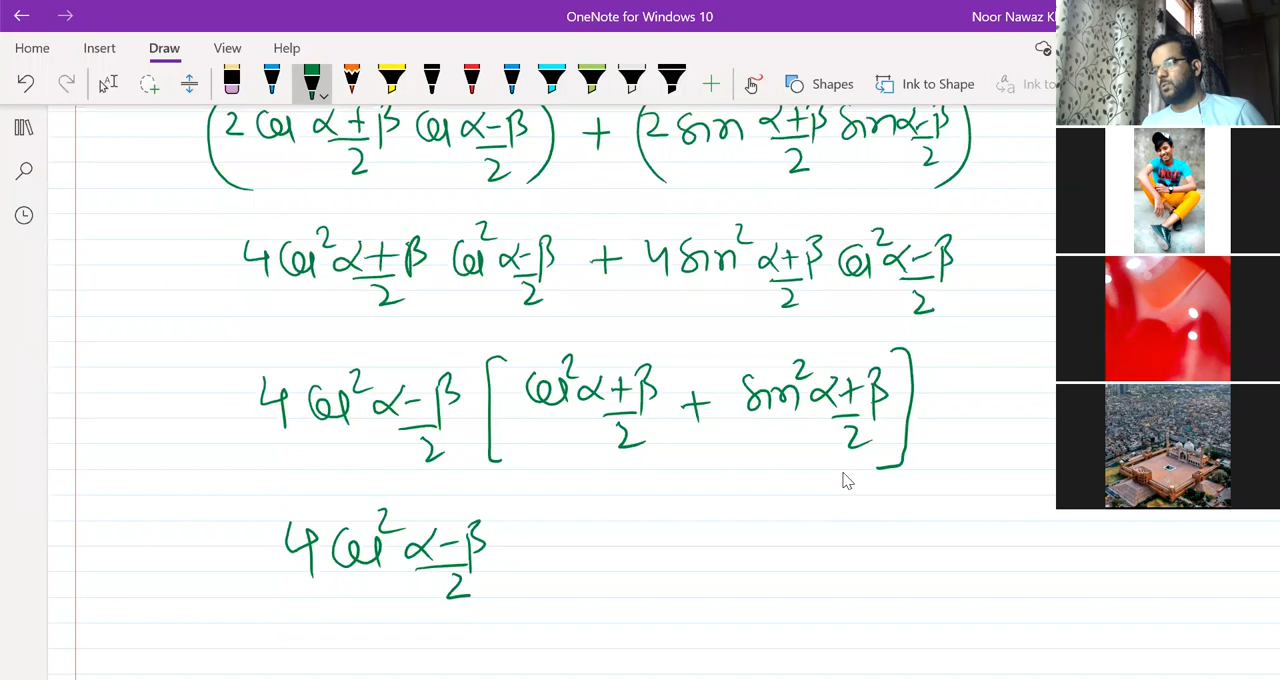 OneNote for Windows 10
Noor Nawaz K
Home Insert Draw View Help
Shapes Ink to Shape Ink to
(2 Cos α+β/2 Cos α-β/2) + (2 Sin α+β/2 Sin α-β/2)
4 Cos² α+β/2 Cos² α-β/2 + 4 Sin² α+β/2 Cos² α-β/2
4 Cos² α-β/2 [Cos² α+β/2 + Sin² α+β/2]
4 Cos² α-β/2